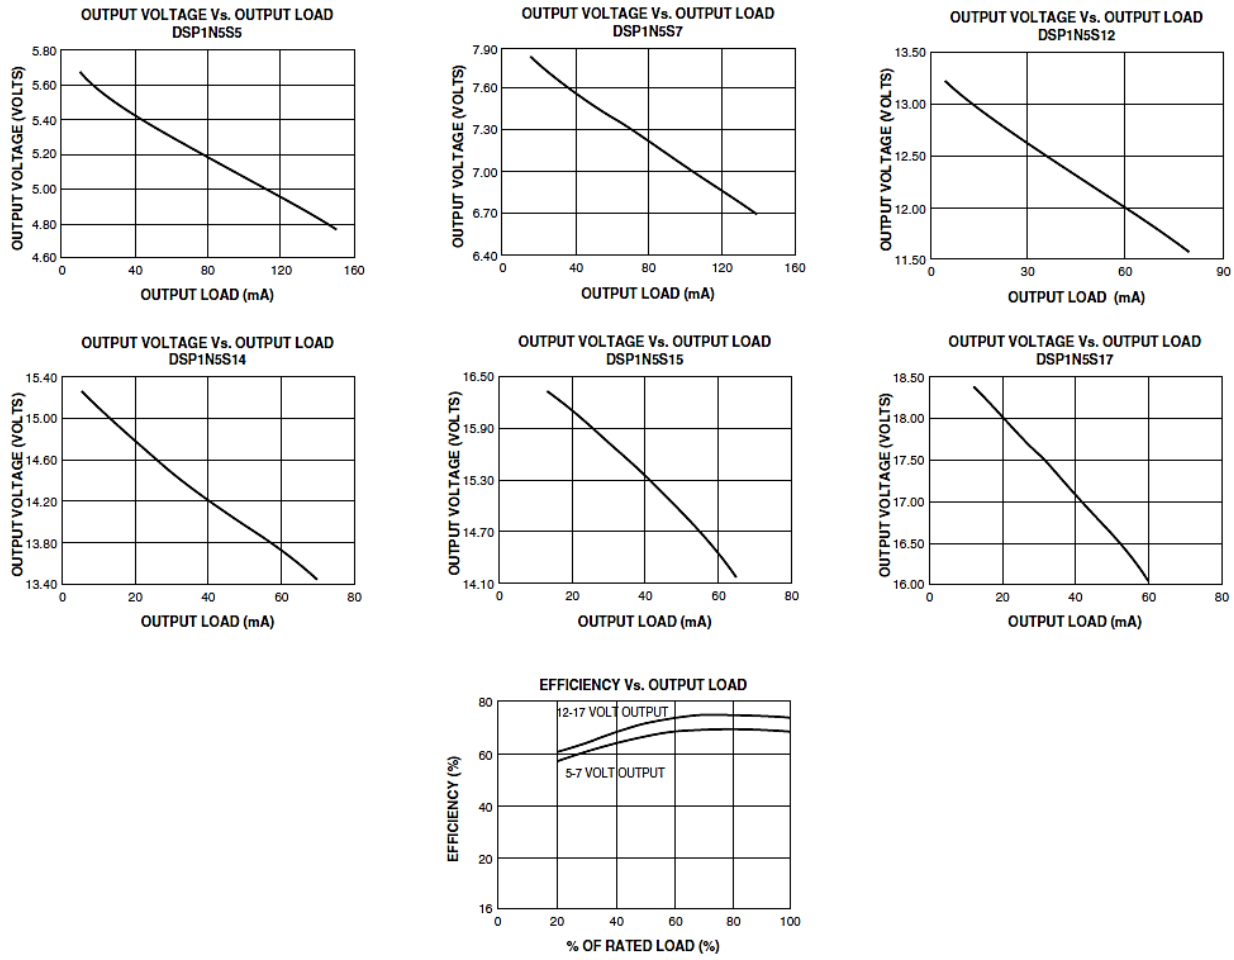 OUTPUT VOLTAGE Vs. OUTPUT LOAD
DSP1N5S5
OUTPUT VOLTAGE (VOLTS)
5.80
5.60
5.40
5.20
5.00
4.80
4.60
0 40 80 120 160
OUTPUT LOAD (mA)
OUTPUT VOLTAGE Vs. OUTPUT LOAD
DSP1N5S7
OUTPUT VOLTAGE (VOLTS)
7.90
7.60
7.30
7.00
6.70
6.40
0 40 80 120 160
OUTPUT LOAD (mA)
OUTPUT VOLTAGE Vs. OUTPUT LOAD
DSP1N5S12
OUTPUT VOLTAGE (VOLTS)
13.50
13.00
12.50
12.00
11.50
0 30 60 90
OUTPUT LOAD (mA)
OUTPUT VOLTAGE Vs. OUTPUT LOAD
DSP1N5S14
OUTPUT VOLTAGE (VOLTS)
15.40
15.00
14.60
14.20
13.80
13.40
0 20 40 60 80
OUTPUT LOAD (mA)
OUTPUT VOLTAGE Vs. OUTPUT LOAD
DSP1N5S15
OUTPUT VOLTAGE (VOLTS)
16.50
15.90
15.30
14.70
14.10
0 20 40 60 80
OUTPUT LOAD (mA)
OUTPUT VOLTAGE Vs. OUTPUT LOAD
DSP1N5S17
OUTPUT VOLTAGE (VOLTS)
18.50
18.00
17.50
17.00
16.50
16.00
0 20 40 60 80
OUTPUT LOAD (mA)
EFFICIENCY Vs. OUTPUT LOAD
EFFICIENCY (%)
80
60
40
20
16
12-17 VOLT OUTPUT
5-7 VOLT OUTPUT
0 20 40 60 80 100
% OF RATED LOAD (%)